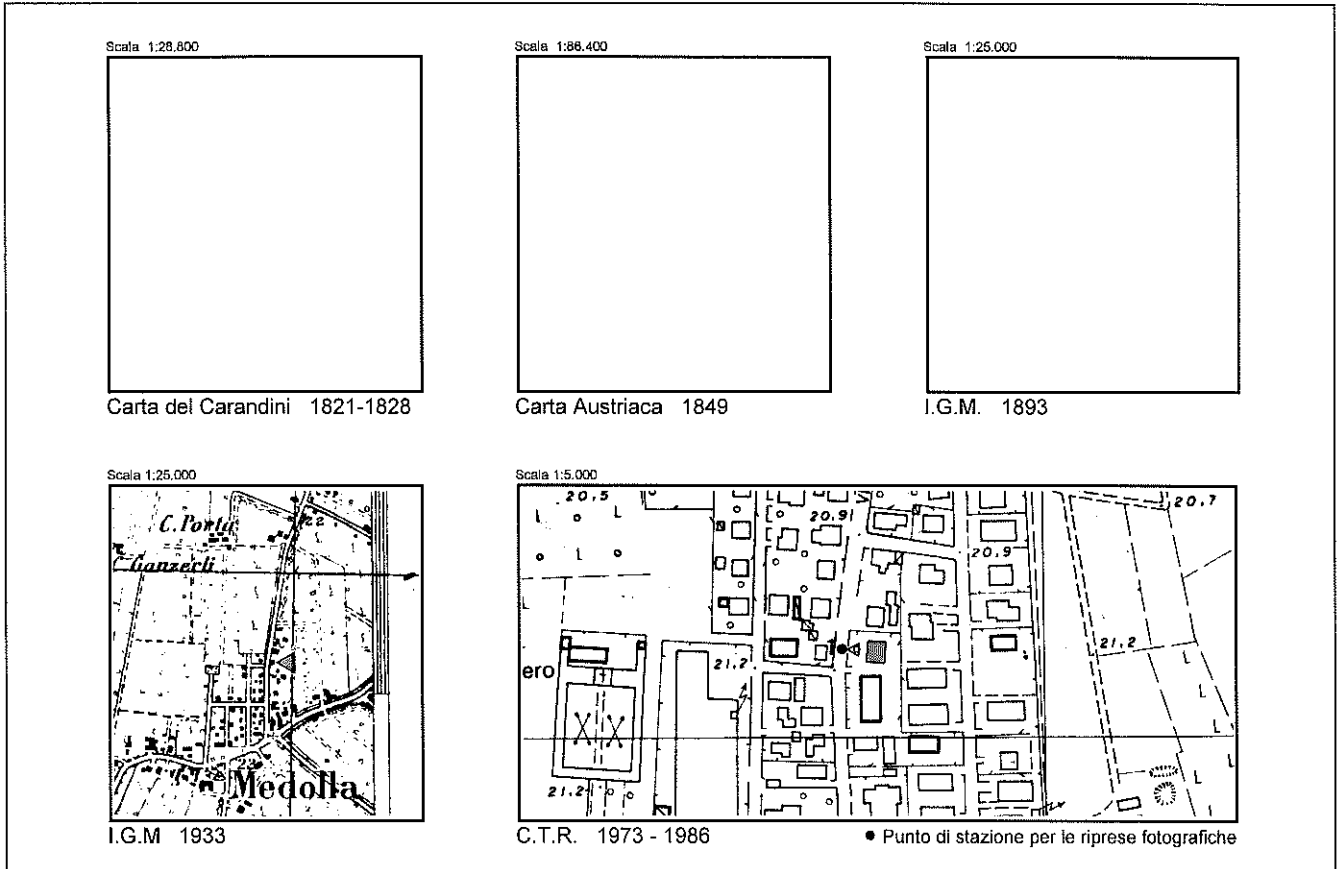 Scala 1:28.800
Scala 1:86.400
Scala 1:25.000
Carta del Carandini 1821-1828
Carta Austriaca 1849
I.G.M. 1893
Scala 1:25.000
Scala 1:5.000
C. Porta
22
Ganzerli
Medolla
20,5
L
L
L
20,9
20,7
20,9
21,2
ero
21,2
L
L
L
L
21,2
L
L
L
I.G.M 1933
C.T.R. 1973 - 1986
● Punto di stazione per le riprese fotografiche